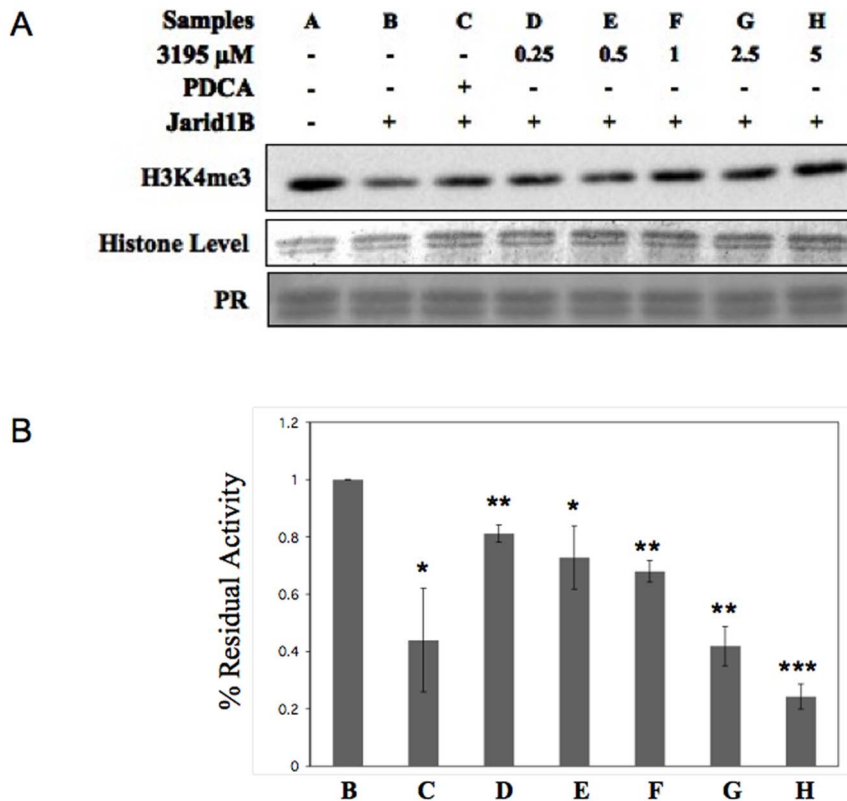 A
Samples A B C D E F G H
3195 µM - - - 0.25 0.5 1 2.5 5
PDCA - - + - - - - -
Jarid1B - + + + + + + +
H3K4me3
Histone Level
PR
B
% Residual Activity
1.2
1
0.8
0.6
0.4
0.2
0
* ** * ** ** ***
B C D E F G H